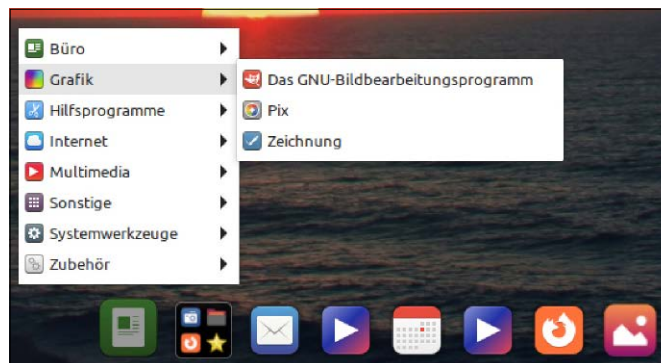 Büro
Grafik
Hilfsprogramme
Internet
Multimedia
Sonstige
Systemwerkzeuge
Zubehör
Das GNU-Bildbearbeitungsprogramm
Pix
Zeichnung